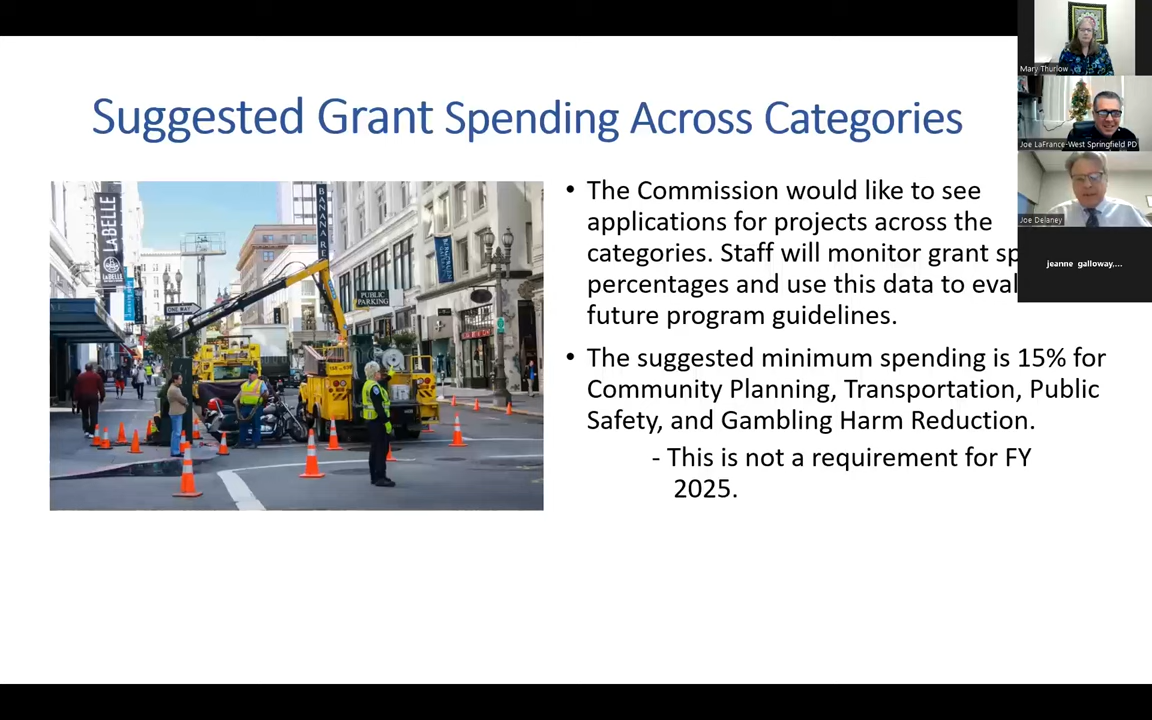 Suggested Grant Spending Across Categories
• The Commission would like to see
applications for projects across the
categories. Staff will monitor grant sp
percentages and use this data to eval
future program guidelines.
• The suggested minimum spending is 15% for
Community Planning, Transportation, Public
Safety, and Gambling Harm Reduction.
- This is not a requirement for FY
2025.
LABELLE
LABELLE
BANANA RE
ONE WAY
PUBLIC
PARKING
Mary Thurlow
Joe LaFrance-West Springfield PD
Joe Delaney
jeanne galloway,...